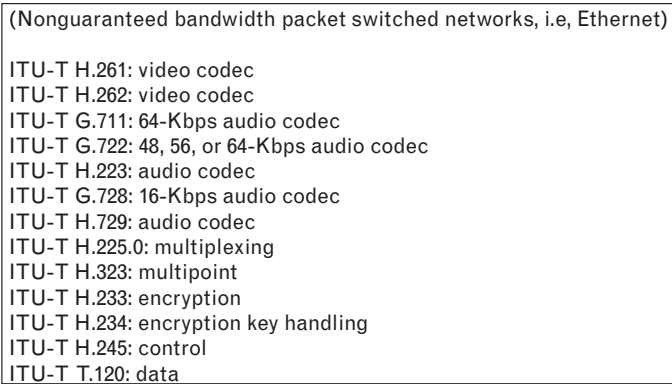 (Nonguaranteed bandwidth packet switched networks, i.e, Ethernet)
ITU-T H.261: video codec
ITU-T H.262: video codec
ITU-T G.711: 64-Kbps audio codec
ITU-T G.722: 48, 56, or 64-Kbps audio codec
ITU-T H.223: audio codec
ITU-T G.728: 16-Kbps audio codec
ITU-T H.729: audio codec
ITU-T H.225.0: multiplexing
ITU-T H.323: multipoint
ITU-T H.233: encryption
ITU-T H.234: encryption key handling
ITU-T H.245: control
ITU-T T.120: data